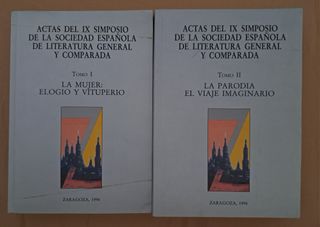 ACTAS DEL IX SIMPOSIO
DE LA SOCIEDAD ESPAÑOLA
DE LITERATURA GENERAL
Y COMPARADA
TOMO I
LA MUJER:
ELOGIO Y VITUPERIO
ZARAGOZA, 1994
ACTAS DEL IX SIMPOSIO
DE LA SOCIEDAD ESPAÑOLA
DE LITERATURA GENERAL
Y COMPARADA
TOMO II
LA PARODIA
EL VIAJE IMAGINARIO
ZARAGOZA, 1994